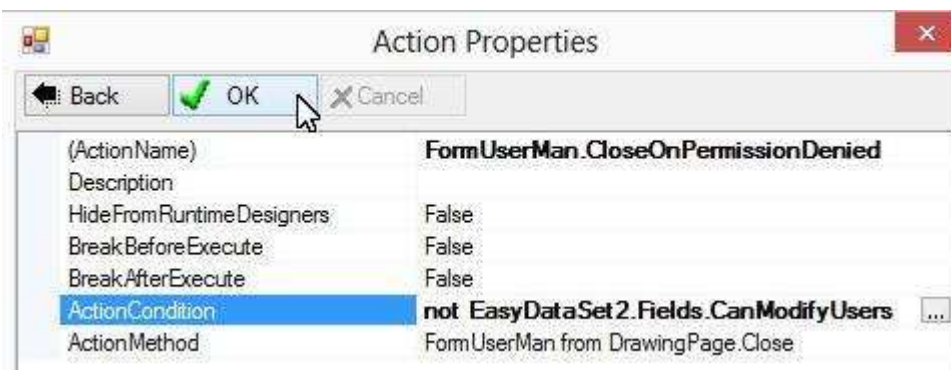 Action Properties
Back OK Cancel
(ActionName) FormUserMan.CloseOnPermissionDenied
Description
HideFromRuntimeDesigners False
BreakBeforeExecute False
BreakAfterExecute False
ActionCondition not EasyDataSet2.Fields.CanModifyUsers ...
ActionMethod FormUserMan from DrawingPage.Close